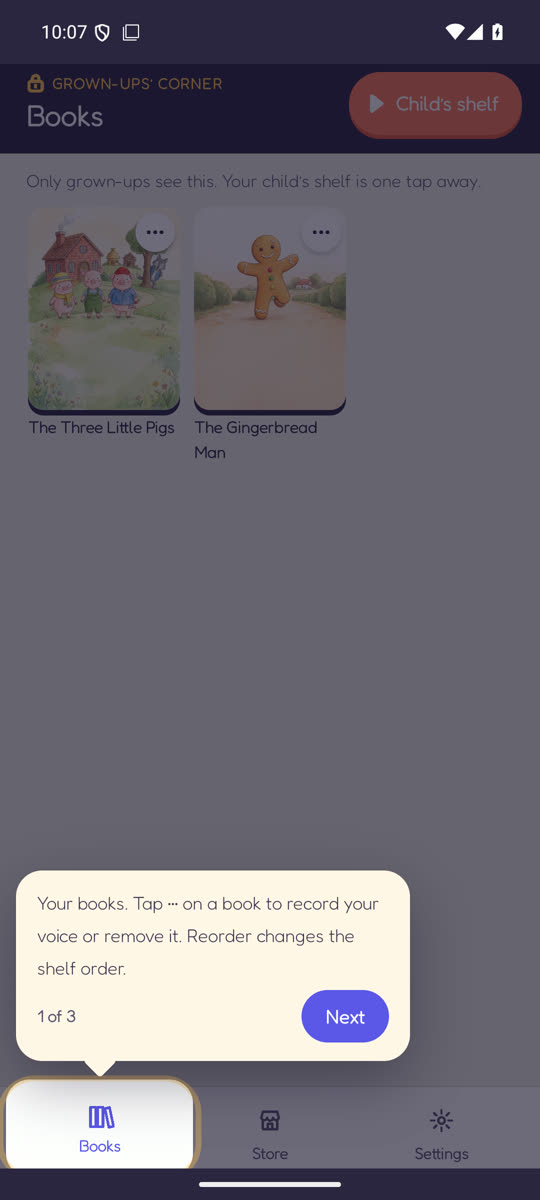 10:07
GROWN-UPS' CORNER
Books
Child's shelf
Only grown-ups see this. Your child's shelf is one tap away.
The Three Little Pigs
The Gingerbread
Man
Your books. Tap ··· on a book to record your
voice or remove it. Reorder changes the
shelf order.
1 of 3
Next
Books
Store
Settings